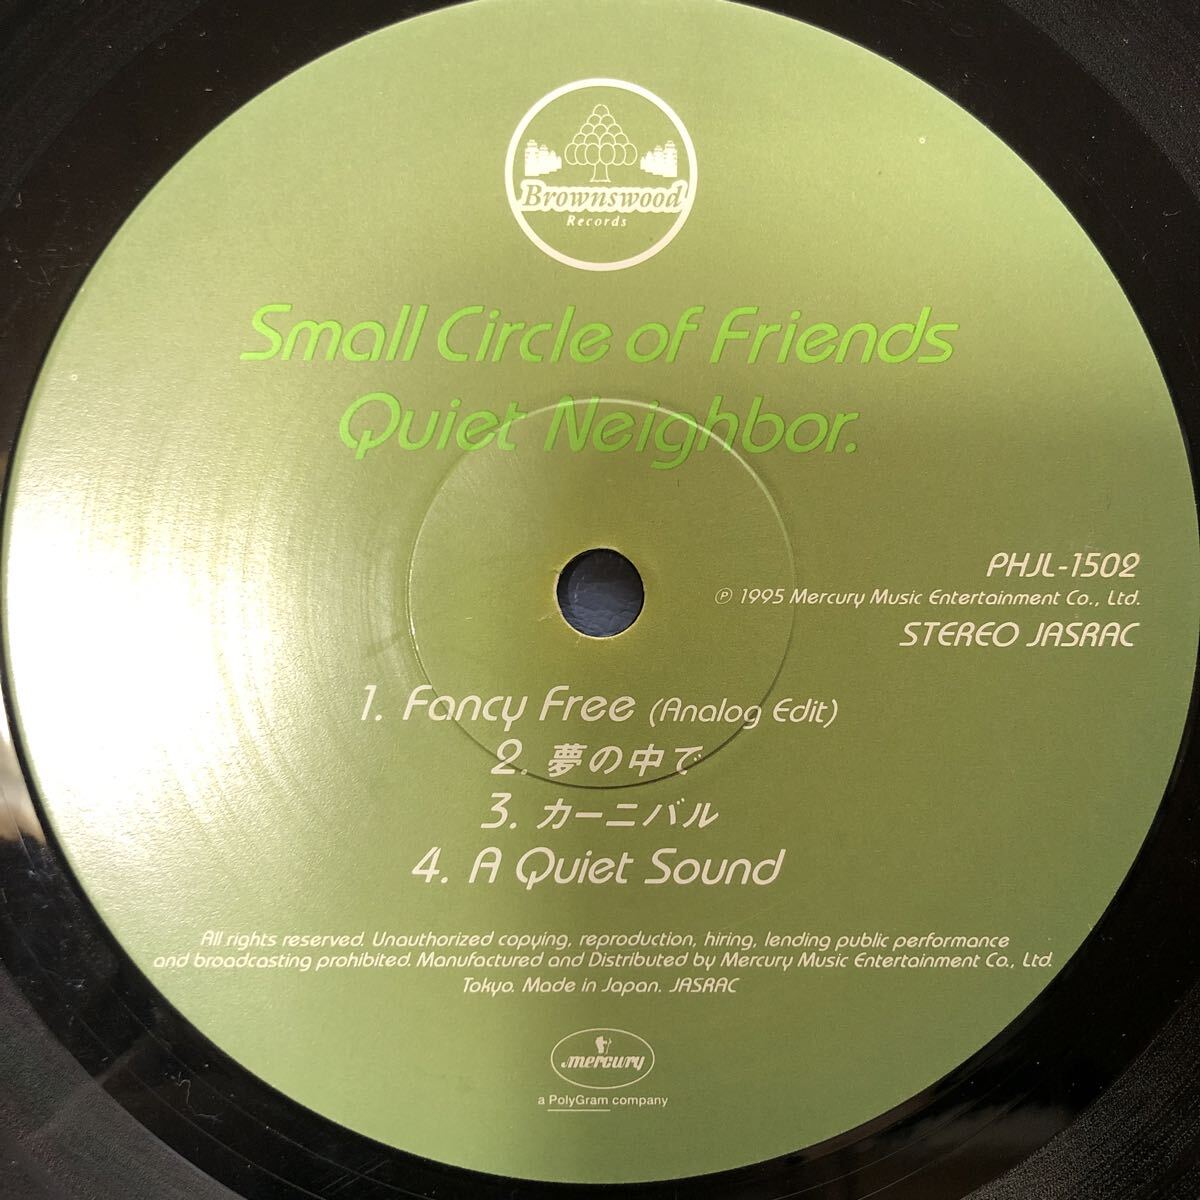 Brownswood
Records
Small Circle of Friends
Quiet Neighbor.
PHJL-1502
Ⓟ 1995 Mercury Music Entertainment Co., Ltd.
STEREO JASRAC
1. Fancy Free (Analog Edit)
2. 夢の中で
3. カーニバル
4. A Quiet Sound
All rights reserved. Unauthorized copying, reproduction, hiring, lending public performance
and broadcasting prohibited. Manufactured and Distributed by Mercury Music Entertainment Co., Ltd.
Tokyo. Made in Japan. JASRAC
mercury
a PolyGram company